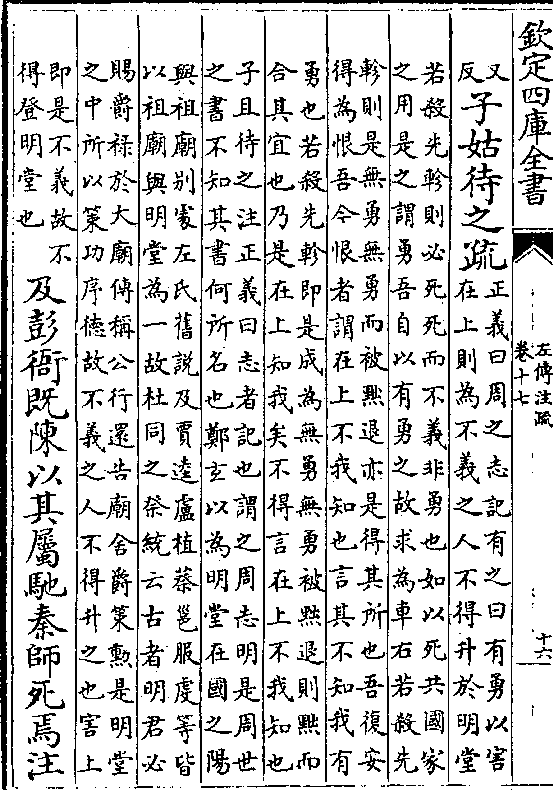 欽定四庫全書
左傳注疏
卷十七
十六
又
反
子姑待之疏
正義曰周之志記有之曰有勇以害
在上則為不義之人不得升於明堂
若殺先軫則必死死而不義非勇也如以死共國家
之用是之謂勇吾自以有勇之故求為車右若殺先
軫則是無勇無勇而被黜退亦是得其所也吾復安
得為恨吾今恨者謂在上不我知也言其不知我有
勇也若殺先軫即是成為無勇無勇被黜退則黜而
合其宜也乃是在上知我矣不得言在上不我知也
子且待之注正義曰志者記也謂之周志明是周世
之書不知其書何所名也鄭玄以為明堂在國之陽
與祖廟別處左氏舊說及賈逵盧植蔡邕服虔等皆
以祖廟與明堂為一故杜同之祭統云古者明君必
賜爵禄於大廟傳稱公行還告廟舍爵策勲是明堂
之中所以策功序德故不義之人不得升之也害上
即是不義故不
得登明堂也
及彭衙既陳以其屬馳秦師死焉注